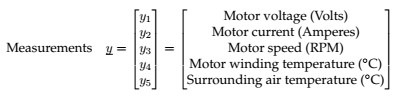 Measurements y = [y₁ y₂ y₃ y₄ y₅] = [
Motor voltage (Volts)
Motor current (Amperes)
Motor speed (RPM)
Motor winding temperature (°C)
Surrounding air temperature (°C)
]